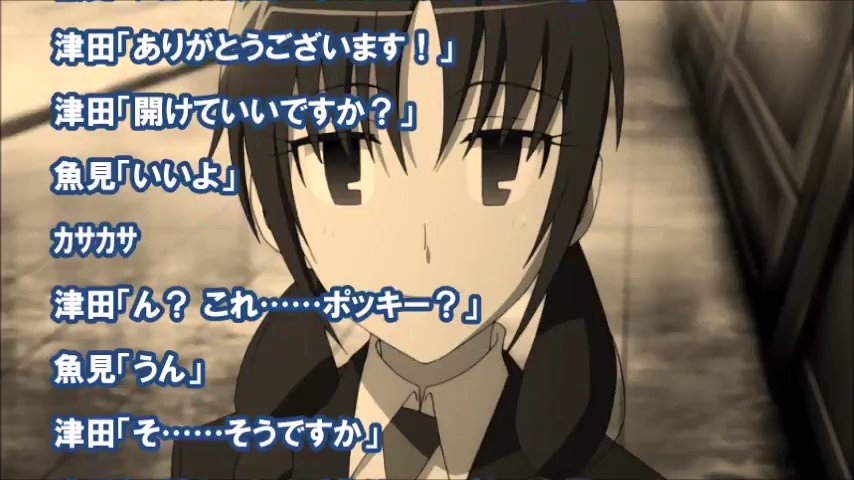 津田「ありがとうございます！」
津田「開けていいですか？」
魚見「いいよ」
ｶｻｶｻ
津田「ん？ これ……ポッキー？」
魚見「うん」
津田「そ……そうですか」